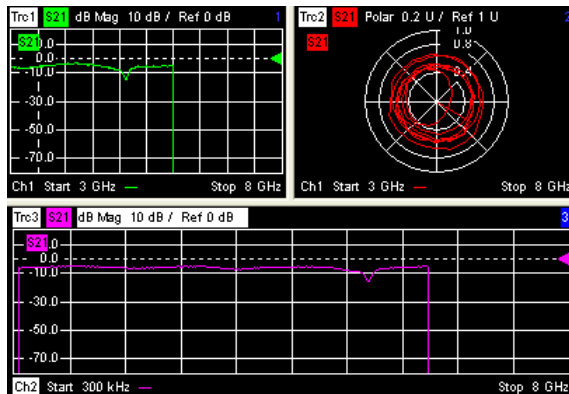 Trc1 S21 dB Mag 10 dB / Ref 0 dB 1
S21
0.0
0.0
-10.0
-30.0
-50.0
-70.0
Ch1 Start 3 GHz — Stop 8 GHz
Trc2 S21 Polar 0.2 U / Ref 1 U 2
S21
1.0
0.8
0.4
Ch1 Start 3 GHz — Stop 8 GHz
Trc3 S21 dB Mag 10 dB / Ref 0 dB 3
S21
.0
0.0
-10.0
-30.0
-50.0
-70.0
Ch2 Start 300 kHz — Stop 8 GHz